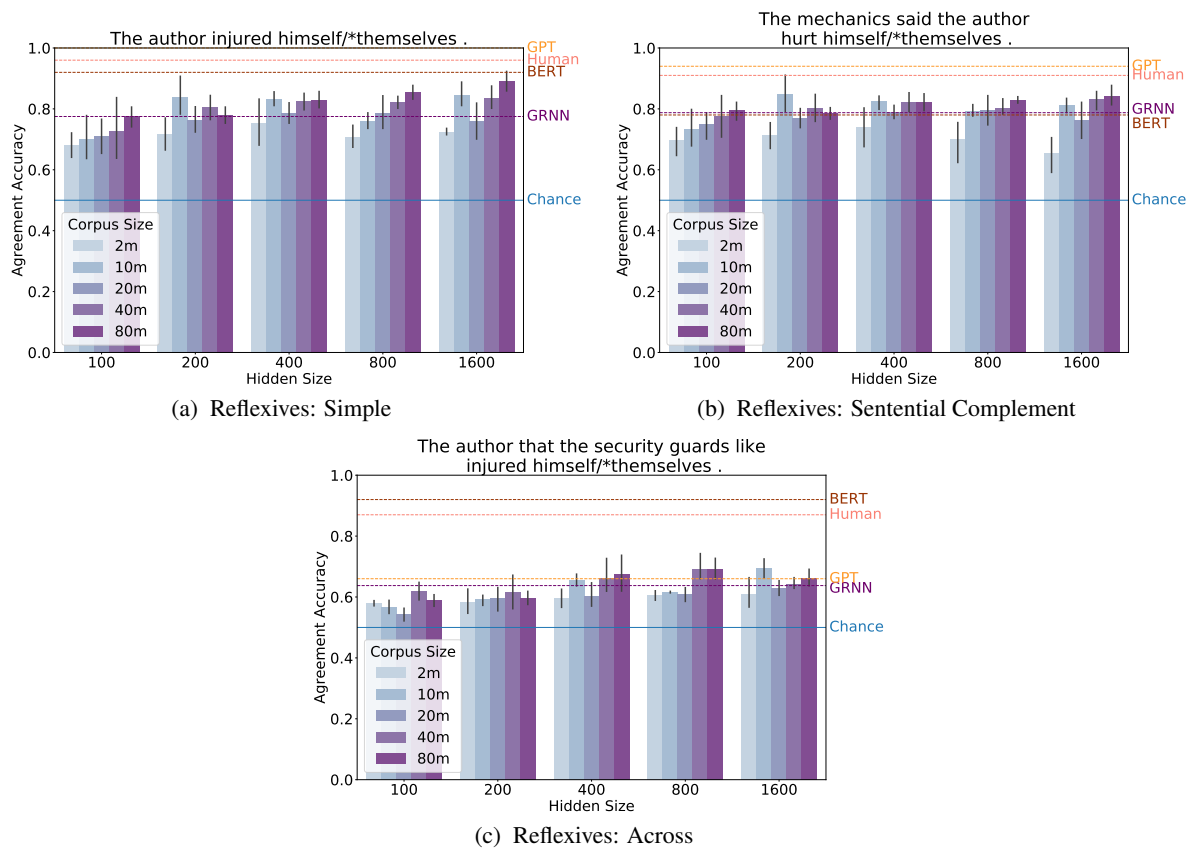 The author injured himself/*themselves .
1.0
0.8
0.6
0.4
0.2
0.0
Agreement Accuracy
GPT
Human
BERT
GRNN
Chance
Corpus Size
2m
10m
20m
40m
80m
100
200
400
800
1600
Hidden Size
(a) Reflexives: Simple
The mechanics said the author
hurt himself/*themselves .
1.0
0.8
0.6
0.4
0.2
0.0
Agreement Accuracy
GPT
Human
GRNN
BERT
Chance
Corpus Size
2m
10m
20m
40m
80m
100
200
400
800
1600
Hidden Size
(b) Reflexives: Sentential Complement
The author that the security guards like
injured himself/*themselves .
1.0
0.8
0.6
0.4
0.2
0.0
Agreement Accuracy
BERT
Human
GPT
GRNN
Chance
Corpus Size
2m
10m
20m
40m
80m
100
200
400
800
1600
Hidden Size
(c) Reflexives: Across